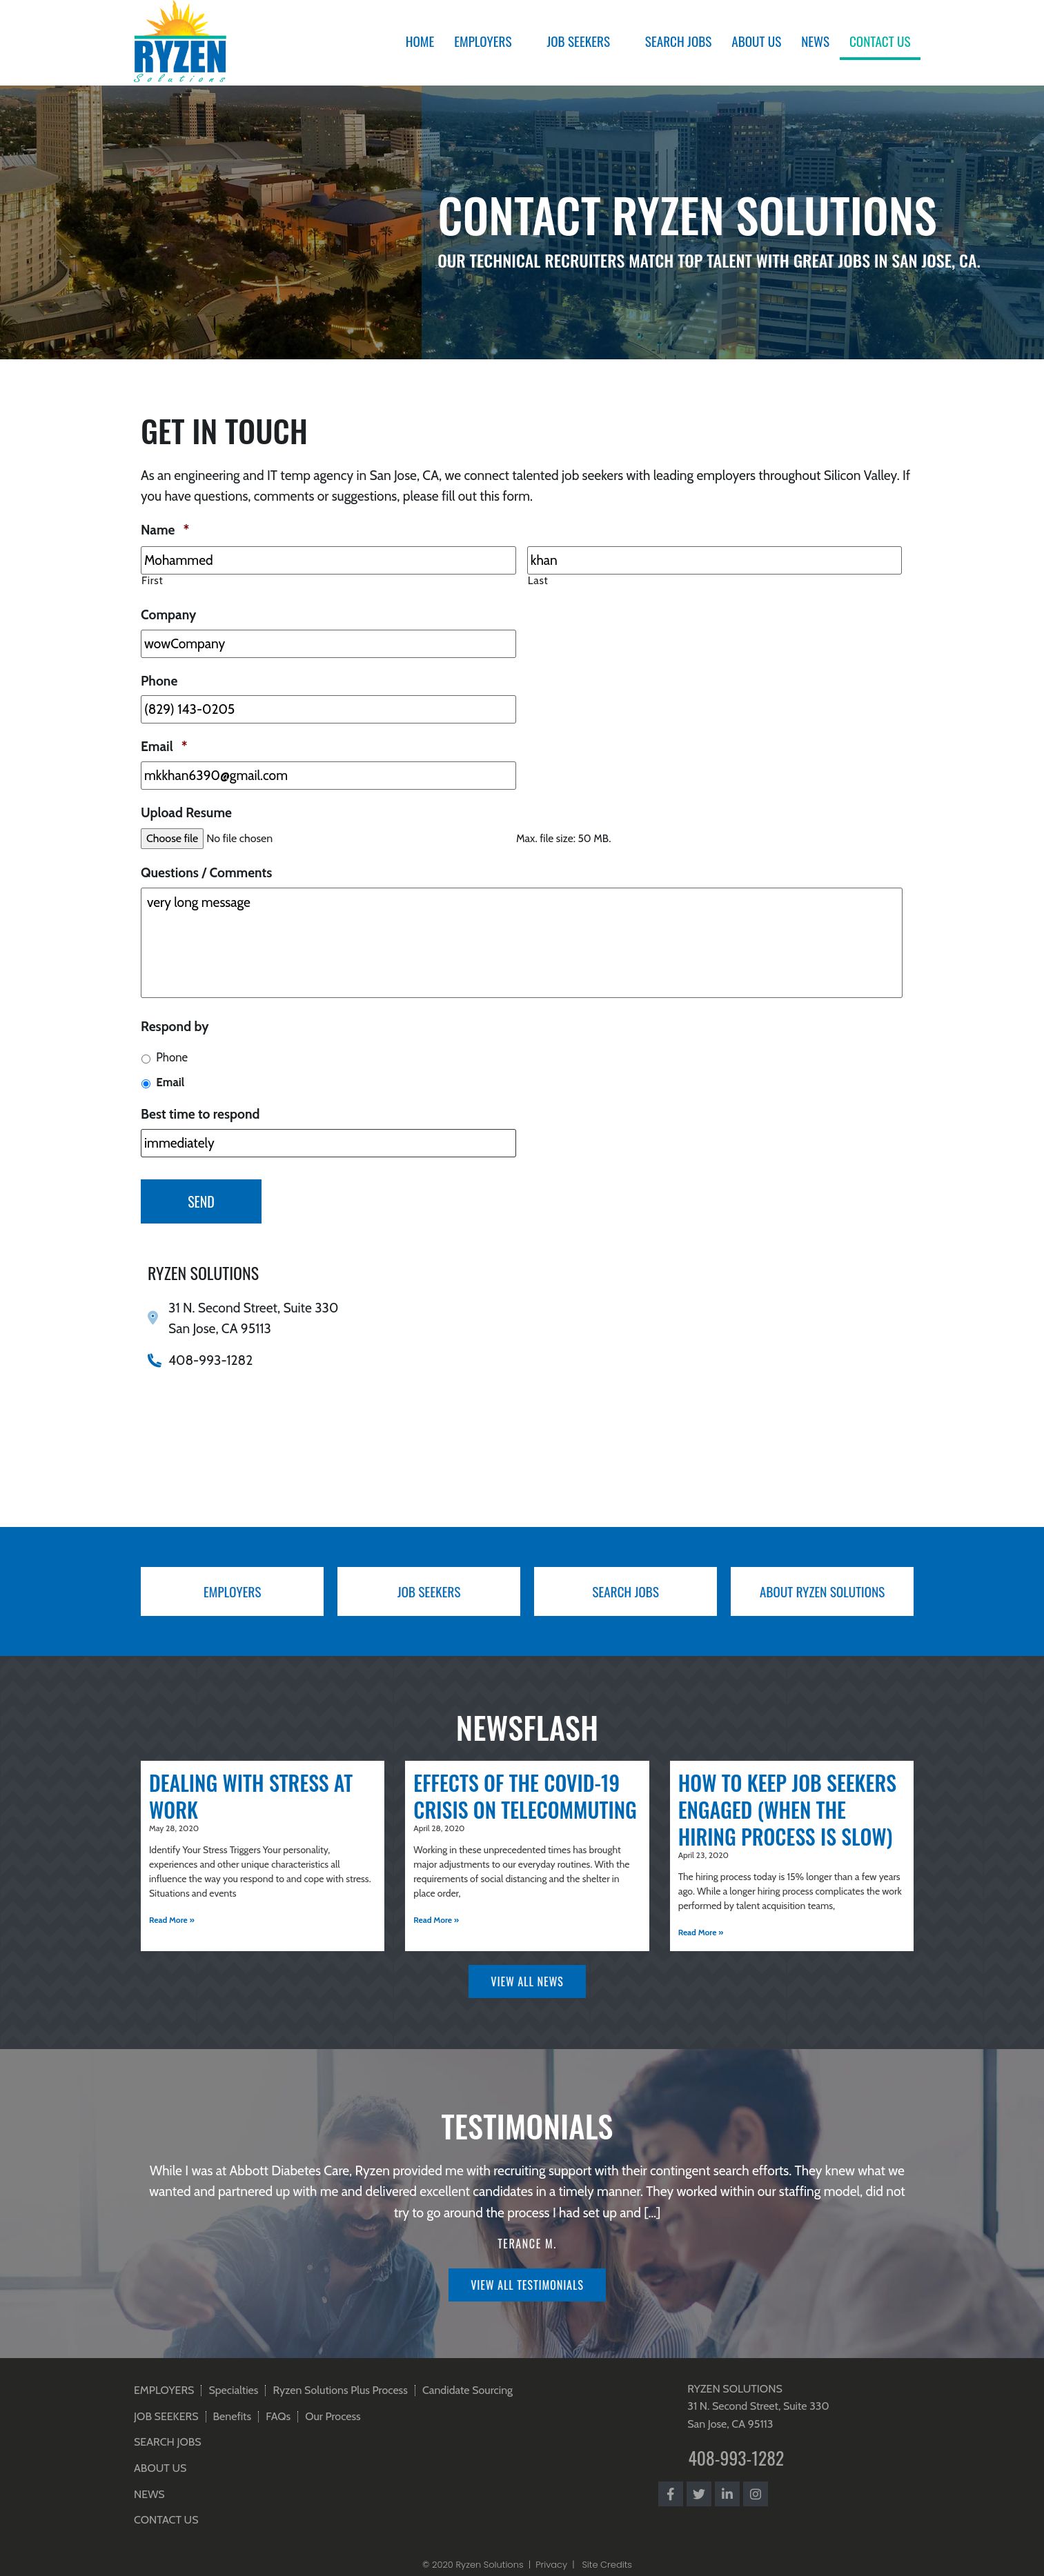 RYZEN
Solutions
HOME EMPLOYERS JOB SEEKERS SEARCH JOBS ABOUT US NEWS CONTACT US
CONTACT RYZEN SOLUTIONS
OUR TECHNICAL RECRUITERS MATCH TOP TALENT WITH GREAT JOBS IN SAN JOSE, CA.
GET IN TOUCH
As an engineering and IT temp agency in San Jose, CA, we connect talented job seekers with leading employers throughout Silicon Valley. If
you have questions, comments or suggestions, please fill out this form.
Name *
Mohammed khan
First Last
Company
wowCompany
Phone
(829) 143-0205
Email *
mkkhan6390@gmail.com
Upload Resume
Choose file No file chosen Max. file size: 50 MB.
Questions / Comments
very long message
Respond by
Phone
Email
Best time to respond
immediately
SEND
RYZEN SOLUTIONS
31 N. Second Street, Suite 330
San Jose, CA 95113
408-993-1282
EMPLOYERS JOB SEEKERS SEARCH JOBS ABOUT RYZEN SOLUTIONS
NEWSFLASH
DEALING WITH STRESS AT
WORK
May 28, 2020
Identify Your Stress Triggers Your personality,
experiences and other unique characteristics all
influence the way you respond to and cope with stress.
Situations and events
Read More »
EFFECTS OF THE COVID-19
CRISIS ON TELECOMMUTING
April 28, 2020
Working in these unprecedented times has brought
major adjustments to our everyday routines. With the
requirements of social distancing and the shelter in
place order,
Read More »
HOW TO KEEP JOB SEEKERS
ENGAGED (WHEN THE
HIRING PROCESS IS SLOW)
April 23, 2020
The hiring process today is 15% longer than a few years
ago. While a longer hiring process complicates the work
performed by talent acquisition teams,
Read More »
VIEW ALL NEWS
TESTIMONIALS
While I was at Abbott Diabetes Care, Ryzen provided me with recruiting support with their contingent search efforts. They knew what we
wanted and partnered up with me and delivered excellent candidates in a timely manner. They worked within our staffing model, did not
try to go around the process I had set up and [...]
TERANCE M.
VIEW ALL TESTIMONIALS
EMPLOYERS Specialties Ryzen Solutions Plus Process Candidate Sourcing
JOB SEEKERS Benefits FAQs Our Process
SEARCH JOBS
ABOUT US
NEWS
CONTACT US
RYZEN SOLUTIONS
31 N. Second Street, Suite 330
San Jose, CA 95113
408-993-1282
© 2020 Ryzen Solutions | Privacy | Site Credits